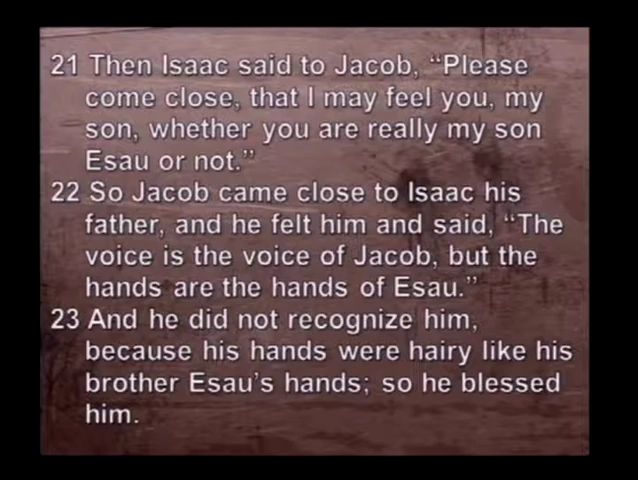 21 Then Isaac said to Jacob, “Please
come close, that I may feel you, my
son, whether you are really my son
Esau or not.”
22 So Jacob came close to Isaac his
father, and he felt him and said, “The
voice is the voice of Jacob, but the
hands are the hands of Esau.”
23 And he did not recognize him,
because his hands were hairy like his
brother Esau’s hands; so he blessed
him.